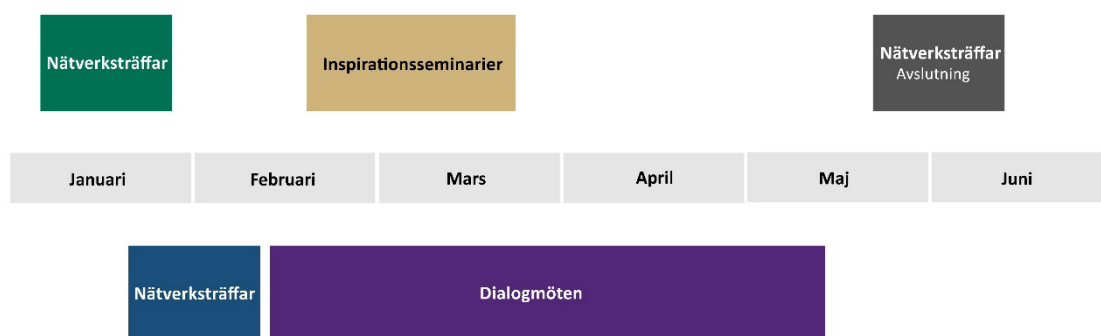 Nätverksträffar
Inspirationsseminarier
Nätverksträffar
Avslutning
Januari
Februari
Mars
April
Maj
Juni
Nätverksträffar
Dialogmöten